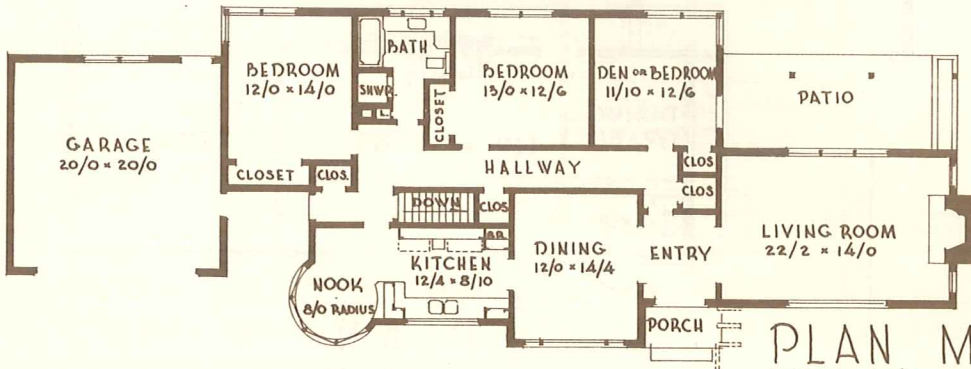 BATH
BEDROOM
12/0 × 14/0
SHWR
CLOSET
BEDROOM
13/0 × 12/6
DEN OR BEDROOM
11/10 × 12/6
PATIO
GARAGE
20/0 × 20/0
CLOSET
CLOS.
HALLWAY
CLOS
CLOS
DOWN
CLOS
BR.
KITCHEN
12/4 × 8/10
DINING
12/0 × 14/4
ENTRY
LIVING ROOM
22/2 × 14/0
NOOK
8/0 RADIUS
PORCH
PLAN M